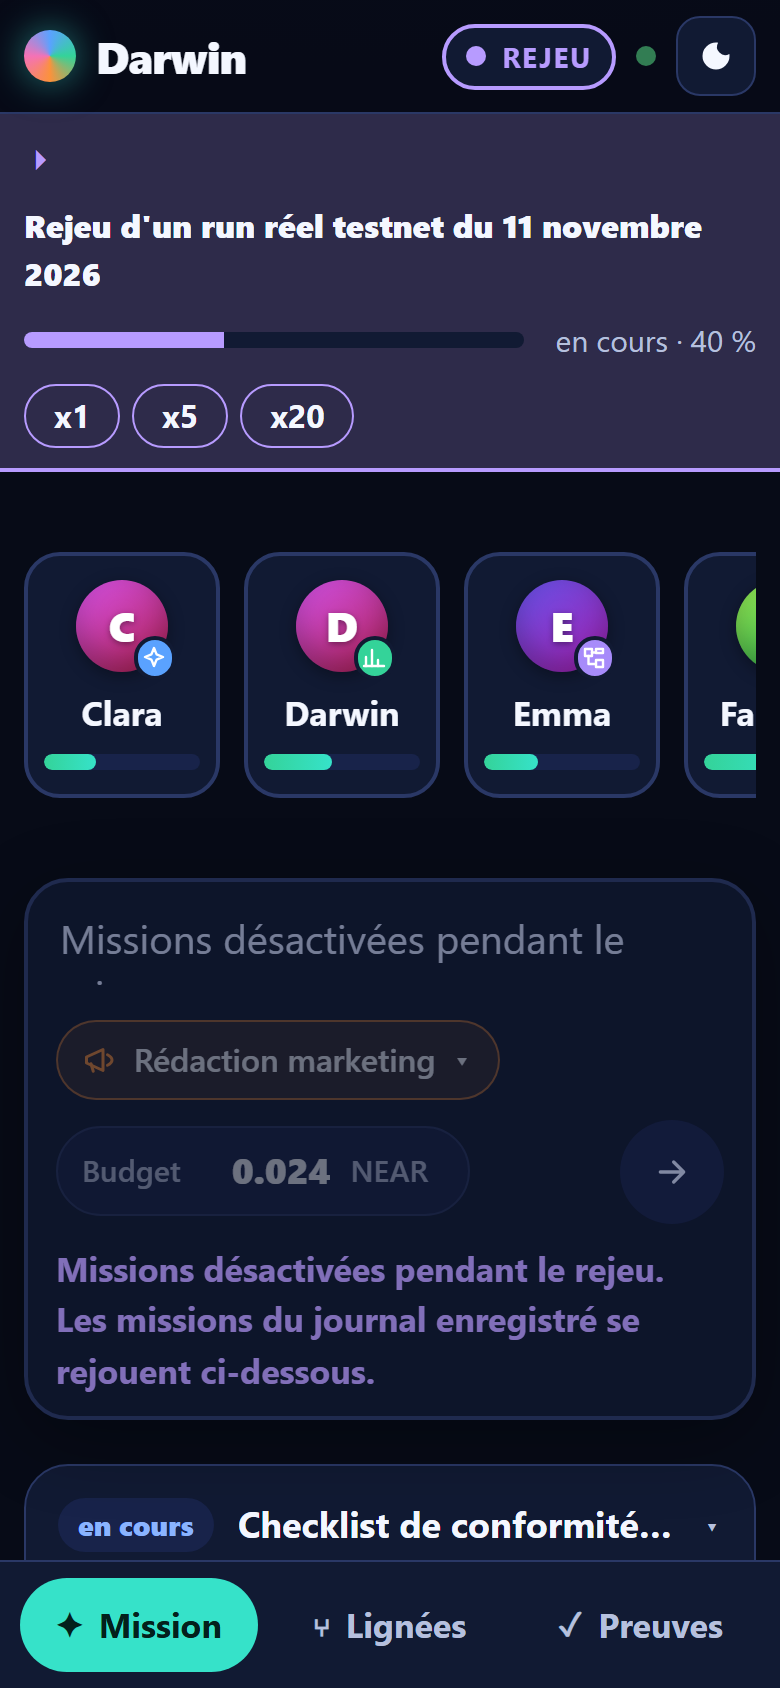 Darwin
REJEU
Rejeu d'un run réel testnet du 11 novembre
2026
en cours · 40 %
x1 x5 x20
C D E
Clara Darwin Emma Fa
Missions désactivées pendant le
Rédaction marketing
Budget 0.024 NEAR
Missions désactivées pendant le rejeu.
Les missions du journal enregistré se
rejouent ci-dessous.
en cours Checklist de conformité...
Mission Lignées Preuves